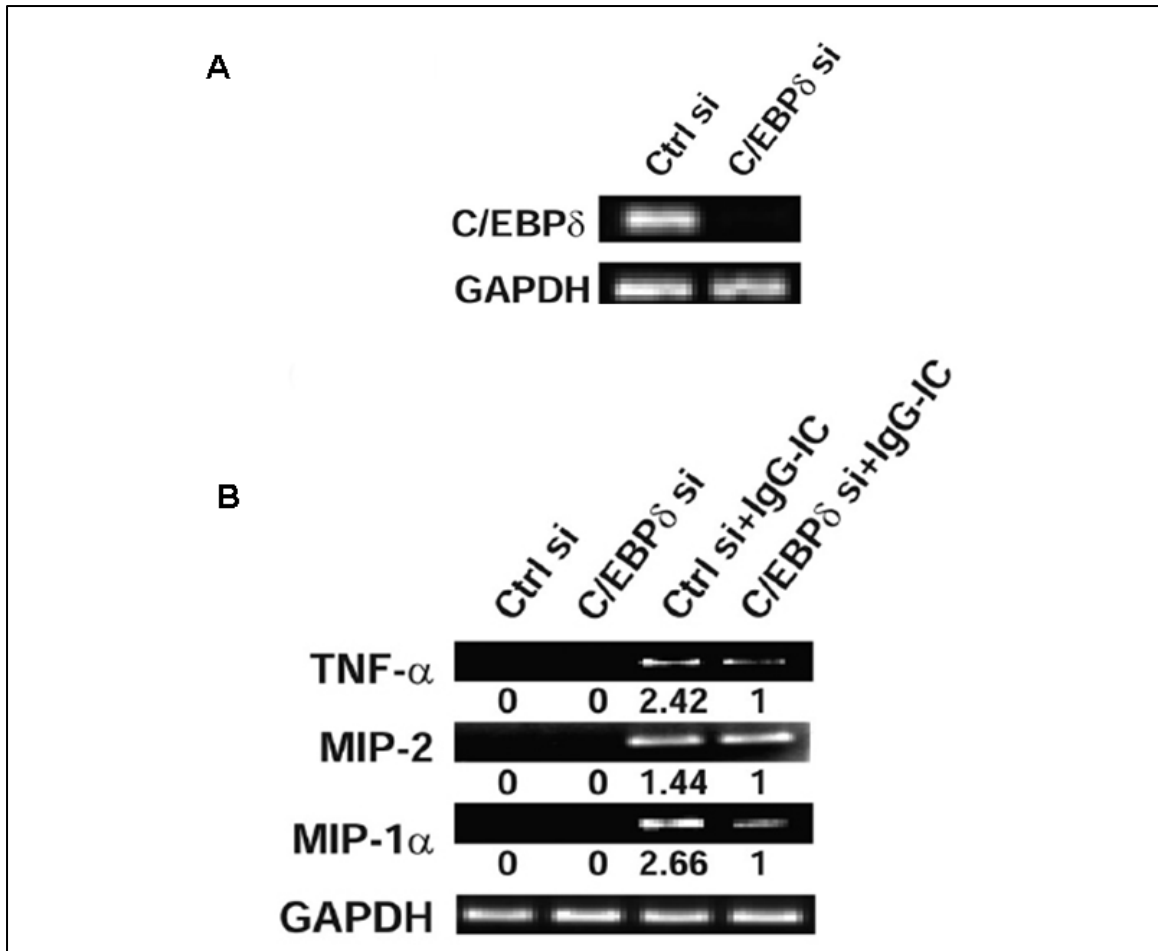 A
Ctrl si
C/EBPδ si
C/EBPδ
GAPDH
B
Ctrl si
C/EBPδ si
Ctrl si+IgG-IC
C/EBPδ si+IgG-IC
TNF-α
0 0 2.42 1
MIP-2
0 0 1.44 1
MIP-1α
0 0 2.66 1
GAPDH